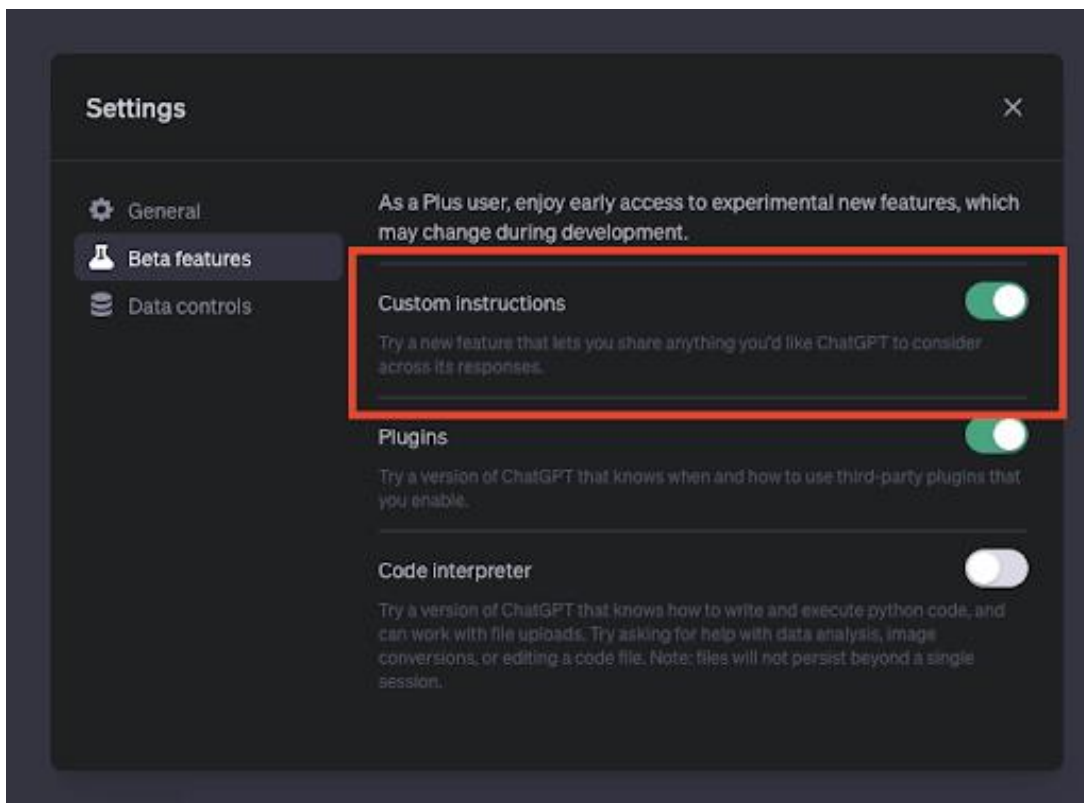 Settings
General
Beta features
Data controls
As a Plus user, enjoy early access to experimental new features, which
may change during development.
Custom instructions
Try a new feature that lets you share anything you'd like ChatGPT to consider
across its responses.
Plugins
Try a version of ChatGPT that knows when and how to use third-party plugins that
you enable.
Code interpreter
Try a version of ChatGPT that knows how to write and execute python code, and
can work with file uploads. Try asking for help with data analysis, image
conversions, or editing a code file. Note: files will not persist beyond a single
session.